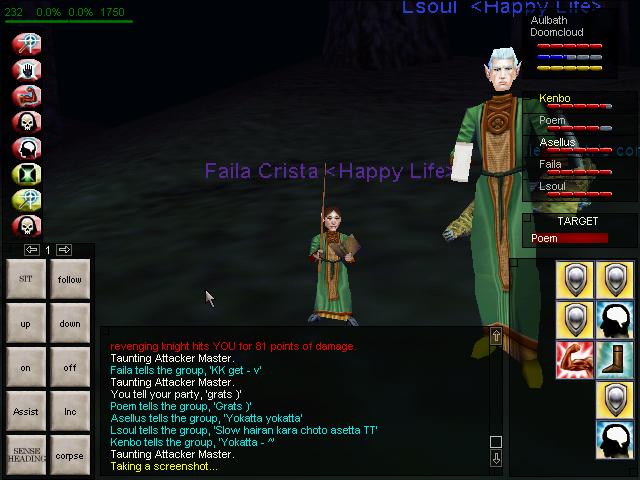 232 0.0% 0.0% 1750
Lsoul <Happy Life>
Aulbath
Doomcloud
Kenbo
Poem
Asellus
Faila
Lsoul
TARGET
Poem
Faila Crista <Happy Life>
1
SIT
follow
up
down
on
off
Assist
Inc
SENSE
HEADING
corpse
revenging knight hits YOU for 81 points of damage.
Taunting Attacker Master.
Faila tells the group, 'KK get - v'
Taunting Attacker Master.
You tell your party, 'grats )'
Poem tells the group, 'Grats )'
Asellus tells the group, 'Yokatta yokatta'
Lsoul tells the group, 'Slow hairan kara choto asetta TT'
Kenbo tells the group, 'Yokatta - ^'
Taunting Attacker Master.
Taking a screenshot...